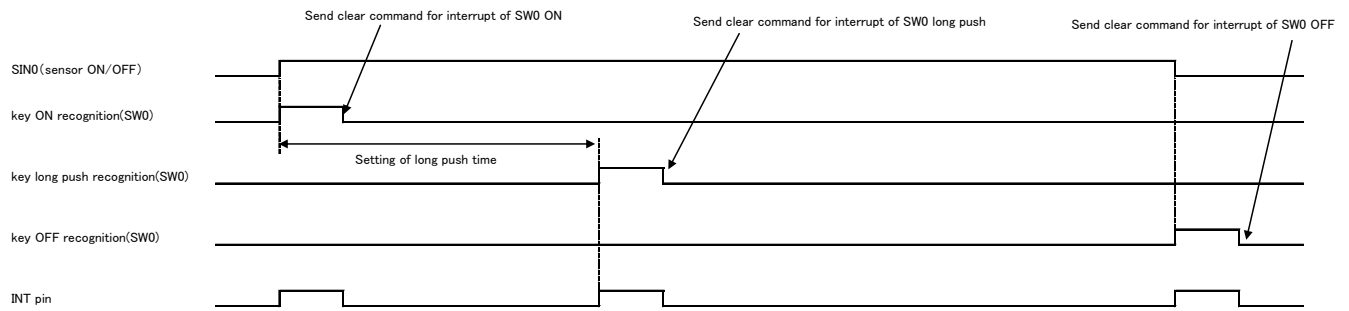 Send clear command for interrupt of SW0 ON
Send clear command for interrupt of SW0 long push
Send clear command for interrupt of SW0 OFF
SIN0(sensor ON/OFF)
key ON recognition(SW0)
Setting of long push time
key long push recognition(SW0)
key OFF recognition(SW0)
INT pin